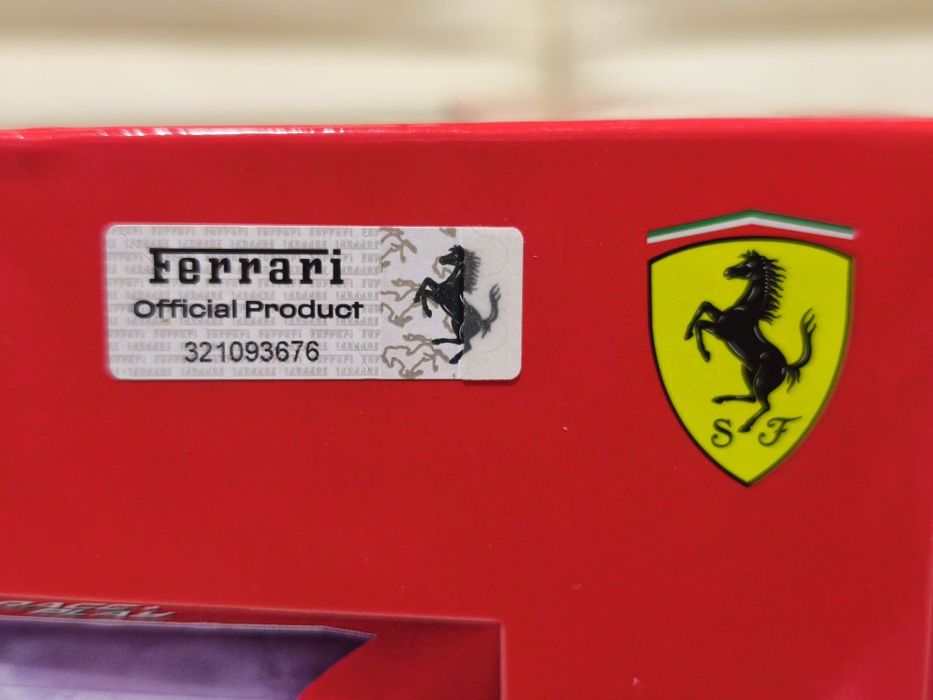 Ferrari
Official Product
321093676
S F